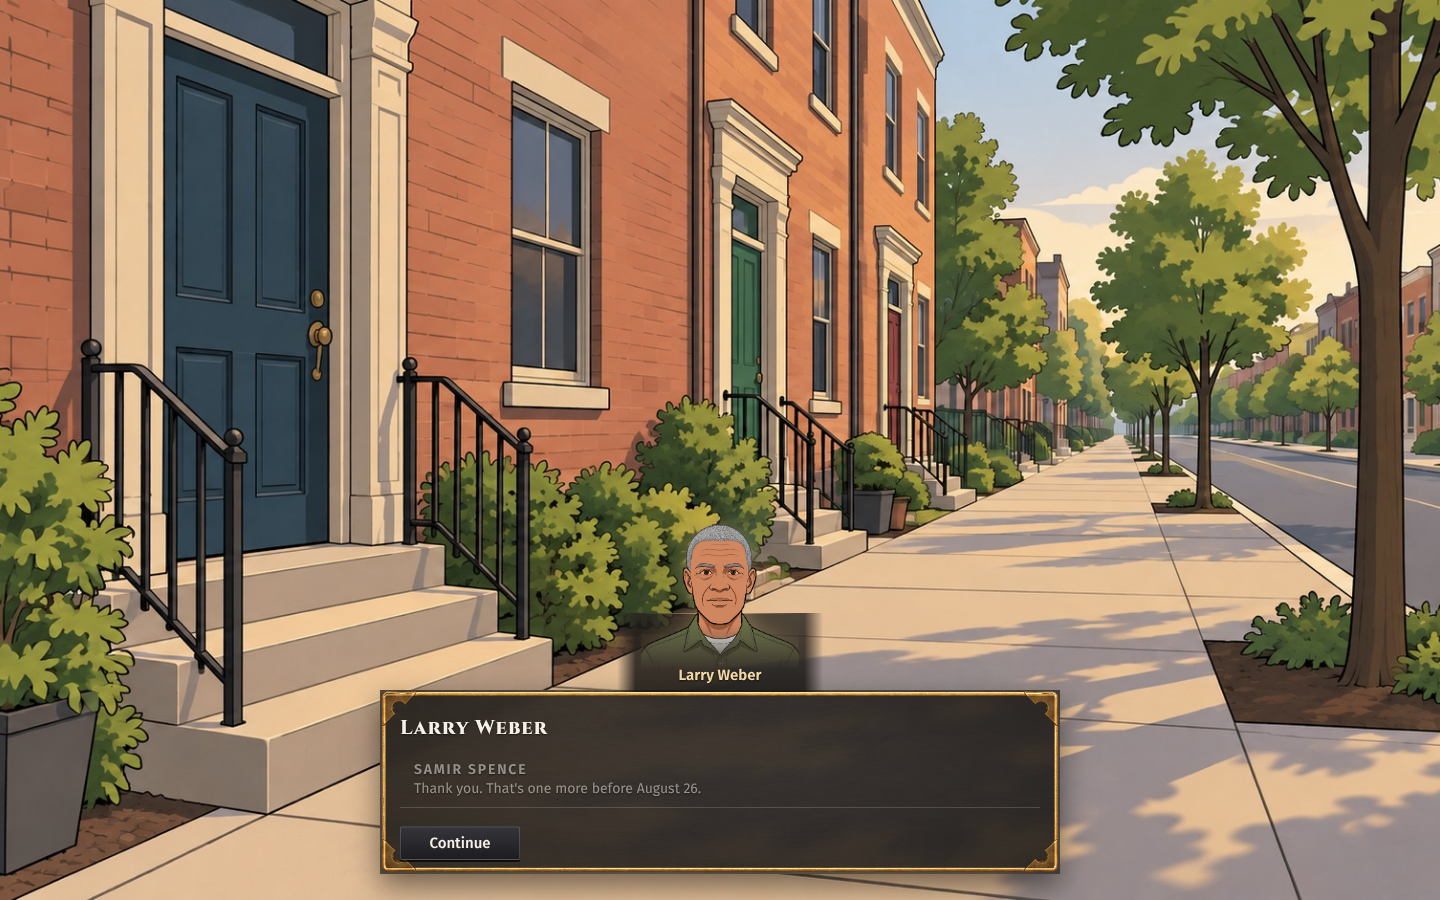 Larry Weber
LARRY WEBER
SAMIR SPENCE
Thank you. That's one more before August 26.
Continue